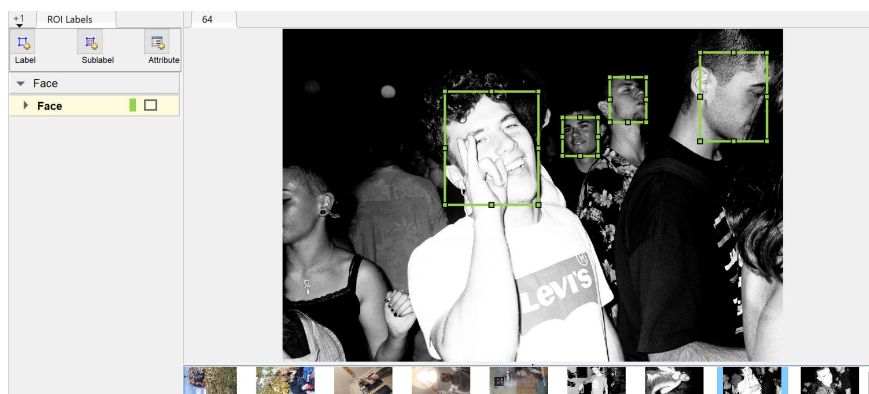 +1 ROI Labels 64
Label Sublabel Attribute
Face
Face
LEVI'S ®